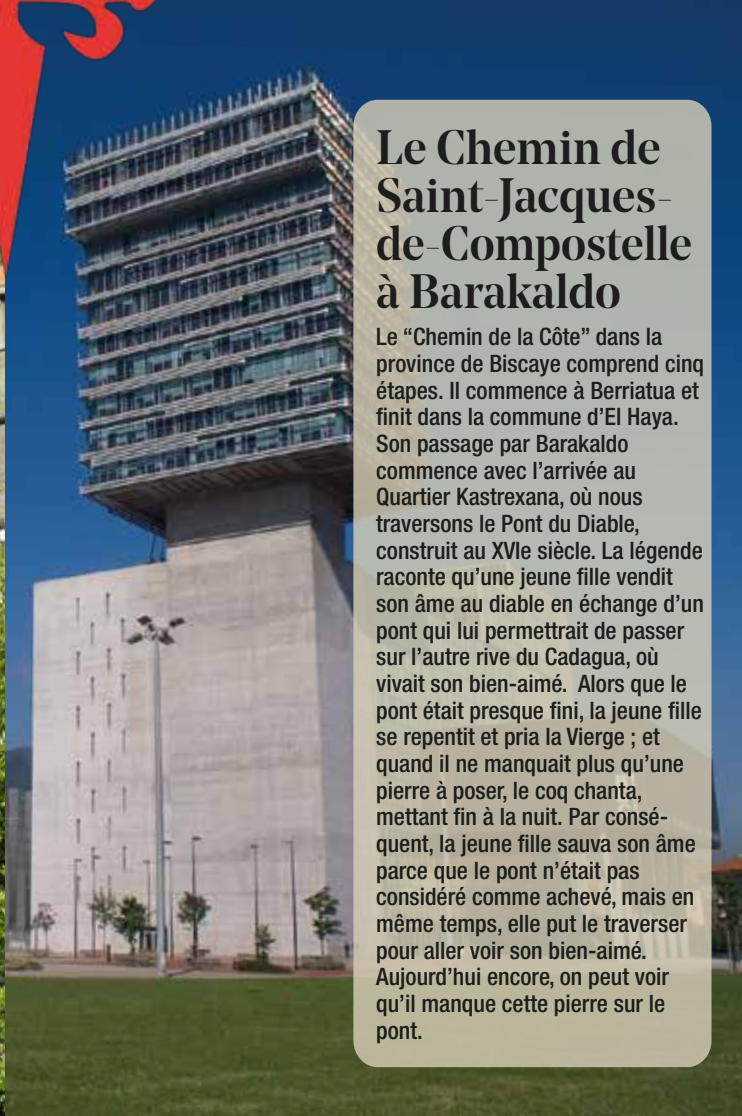 Le Chemin de
Saint-Jacques-
de-Compostelle
à Barakaldo
Le “Chemin de la Côte” dans la
province de Biscaye comprend cinq
étapes. Il commence à Berriatua et
finit dans la commune d’El Haya.
Son passage par Barakaldo
commence avec l’arrivée au
Quartier Kastrexana, où nous
traversons le Pont du Diable,
construit au XVIe siècle. La légende
raconte qu’une jeune fille vendit
son âme au diable en échange d’un
pont qui lui permettrait de passer
sur l’autre rive du Cadagua, où
vivait son bien-aimé.  Alors que le
pont était presque fini, la jeune fille
se repentit et pria la Vierge ; et
quand il ne manquait plus qu’une
pierre à poser, le coq chanta,
mettant fin à la nuit. Par consé-
quent, la jeune fille sauva son âme
parce que le pont n’était pas
considéré comme achevé, mais en
même temps, elle put le traverser
pour aller voir son bien-aimé.
Aujourd’hui encore, on peut voir
qu’il manque cette pierre sur le
pont.